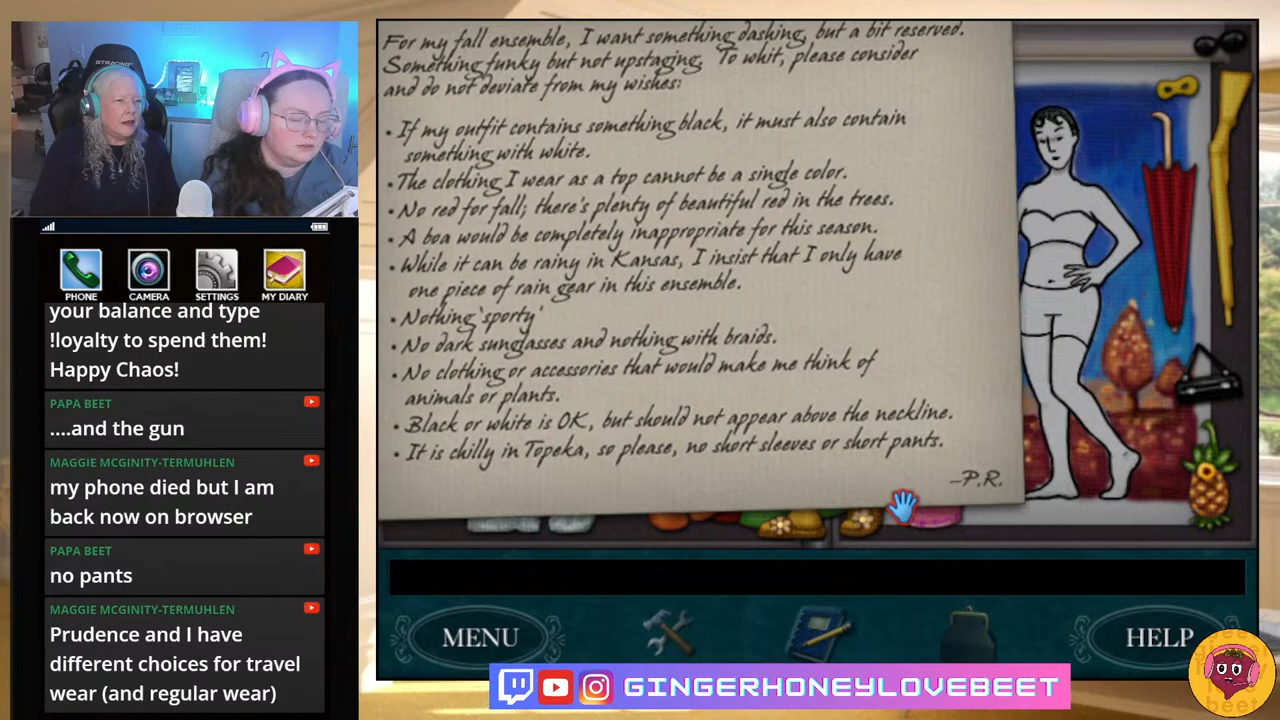 For my fall ensemble, I want something dashing, but a bit reserved.
Something funky but not upstaging. To whit, please consider
and do not deviate from my wishes:
• If my outfit contains something black, it must also contain
something with white.
• The clothing I wear as a top cannot be a single color.
• No red for fall; there's plenty of beautiful red in the trees.
• A boa would be completely inappropriate for this season.
• While it can be rainy in Kansas, I insist that I only have
one piece of rain gear in this ensemble.
• Nothing 'sporty'
• No dark sunglasses and nothing with braids.
• No clothing or accessories that would make me think of
animals or plants.
• Black or white is OK, but should not appear above the neckline.
• It is chilly in Topeka, so please, no short sleeves or short pants.
–P.R.
GTRACING
PHONE
CAMERA
SETTINGS
MY DIARY
your balance and type
!loyalty to spend them!
Happy Chaos!
PAPA BEET
....and the gun
MAGGIE MCGINITY-TERMUHLEN
my phone died but I am
back now on browser
PAPA BEET
no pants
MAGGIE MCGINITY-TERMUHLEN
Prudence and I have
different choices for travel
wear (and regular wear)
MENU
HELP
GINGERHONEYLOVEBEET